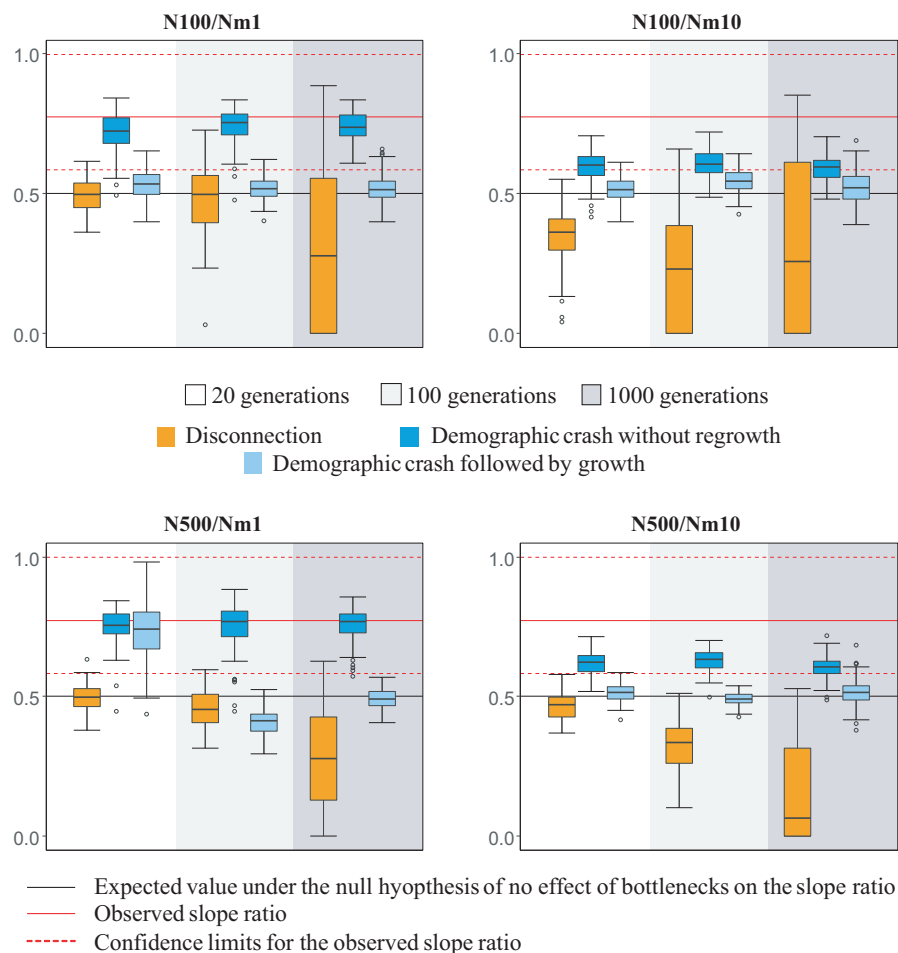 N100/Nm1
N100/Nm10
1.0
0.5
0.0
1.0
0.5
0.0
20 generations
100 generations
1000 generations
Disconnection
Demographic crash without regrowth
Demographic crash followed by growth
N500/Nm1
N500/Nm10
1.0
0.5
0.0
1.0
0.5
0.0
Expected value under the null hyopthesis of no effect of bottlenecks on the slope ratio
Observed slope ratio
Confidence limits for the observed slope ratio